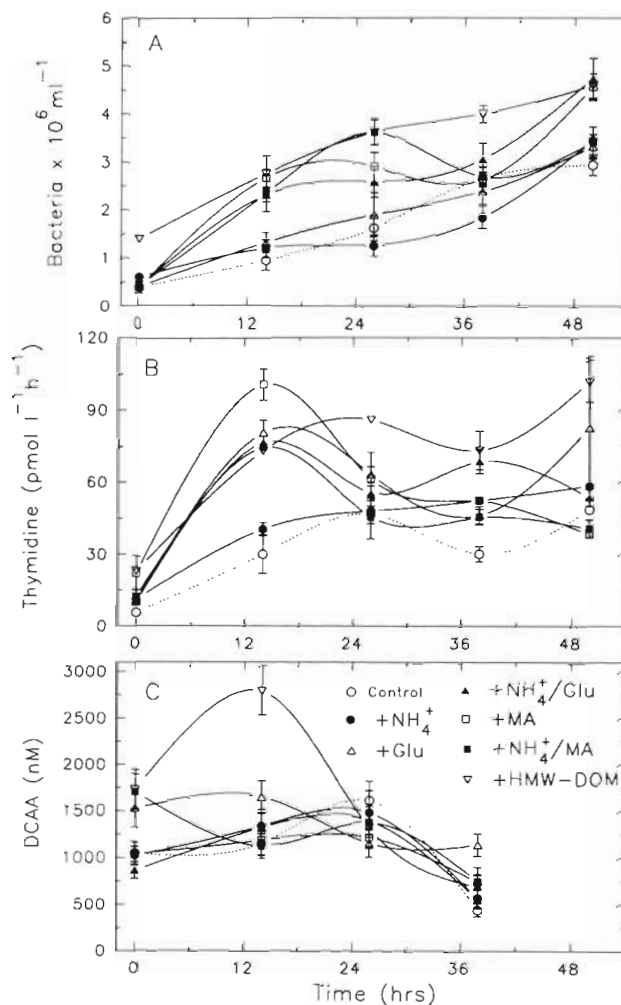 A
Bacteria x 10^6 ml^-1
6
5
4
3
2
1
0
0 12 24 36 48
B
Thymidine (pmol l^-1 h^-1)
120
90
60
30
0
0 12 24 36 48
C
DCAA (nM)
3000
2500
2000
1500
1000
500
0
Control
+NH4^+
+Glu
+NH4^+/Glu
+MA
+NH4^+/MA
+HMW-DOM
0 12 24 36 48
Time (hrs)